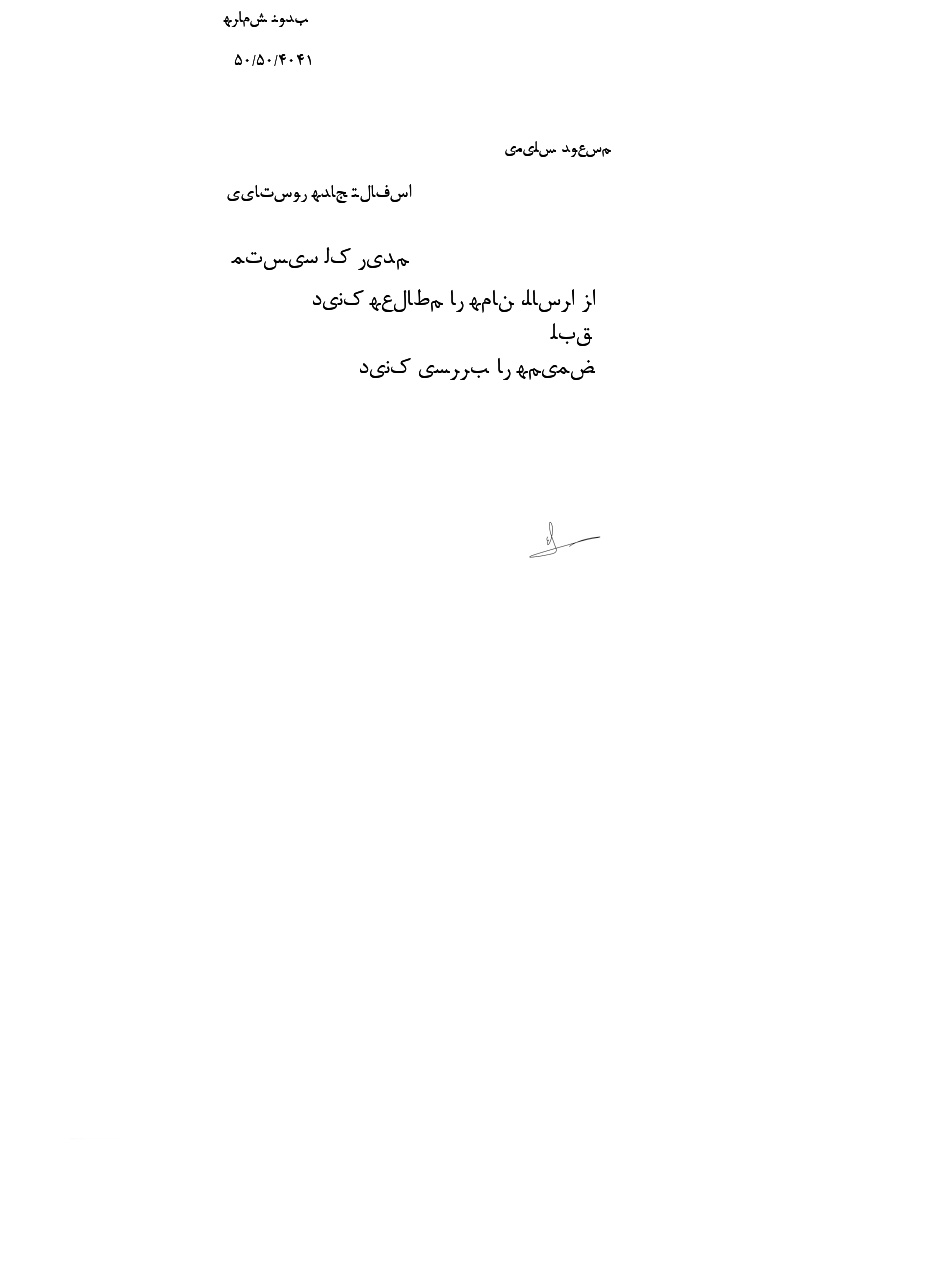 بدون شماره
۵۰/۵۰/۴۰۴۱
مسعود سلیمی
اسفالت جاده روستایی
مدیر کل سیستم
از ارسال نامه را مطالعه کنید
قبل
ضمیمه را بررسی کنید